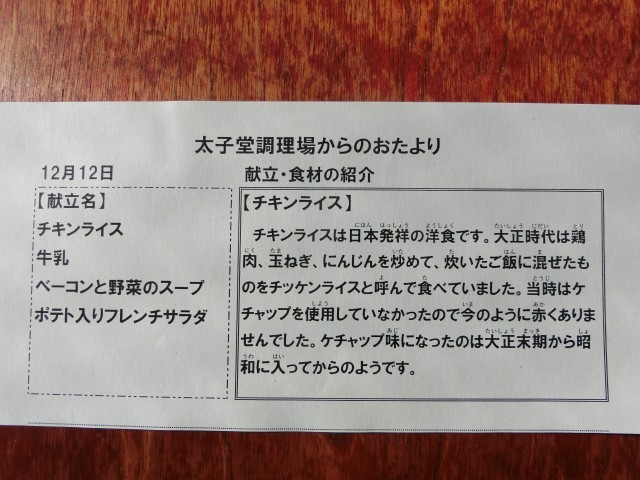 太子堂調理場からのおたより
12月12日
献立・食材の紹介
【献立名】
チキンライス
牛乳
ベーコンと野菜のスープ
ポテト入りフレンチサラダ
【チキンライス】
チキンライスは日本発祥の洋食です。大正時代は鶏
肉、玉ねぎ、にんじんを炒めて、炊いたご飯に混ぜたも
のをチッケンライスと呼んで食べていました。当時はケ
チャップを使用していなかったので今のように赤くありま
せんでした。ケチャップ味になったのは大正末期から昭
和に入ってからのようです。